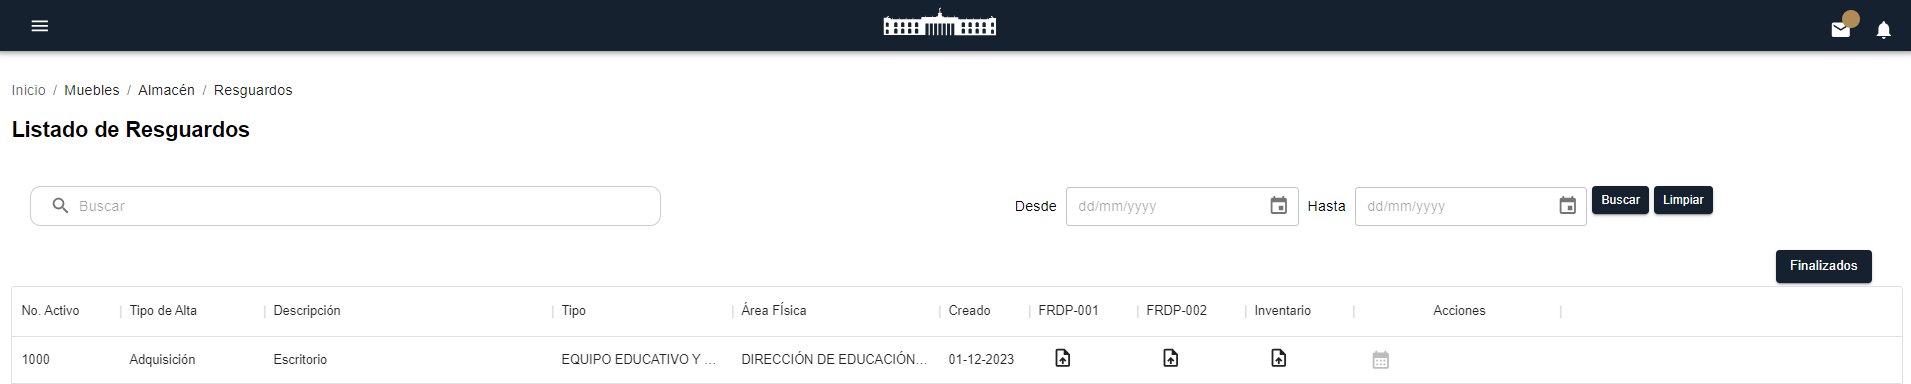 Inicio / Muebles / Almacén / Resguardos
Listado de Resguardos
Buscar Desde dd/mm/yyyy Hasta dd/mm/yyyy Buscar Limpiar
Finalizados
No. Activo Tipo de Alta Descripción Tipo Área FÍsica Creado FRDP-001 FRDP-002 Inventario Acciones
1000 Adquisición Escritorio EQUIPO EDUCATIVO Y ... DIRECCIÓN DE EDUCACIÓN... 01-12-2023